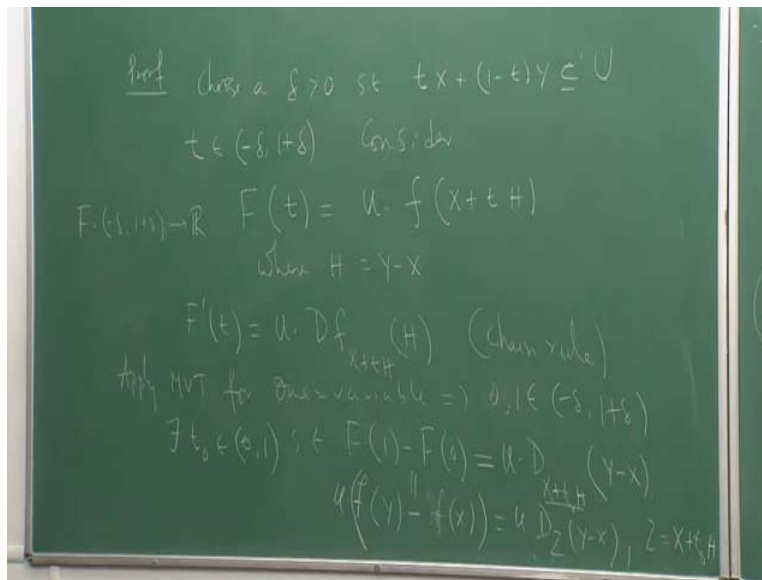 Proof choose a δ>0 s.t tX+(1-t)Y ⊆ U
t ∈ (-δ, 1+δ) Consider
F: (-δ, 1+δ) → R F(t) = u. f(X+tH)
where H = Y-X
F'(t) = u. Df_{X+tH} (H) (chain rule)
Apply MVT for one variable => 0,1 ∈ (-δ, 1+δ)
∃ t₀ ∈ (0,1) s.t F(1)-F(0) = u. D_{X+t₀H} (Y-X)
u(f(Y) - f(X)) = u. D_Z (Y-X), Z = X+t₀H